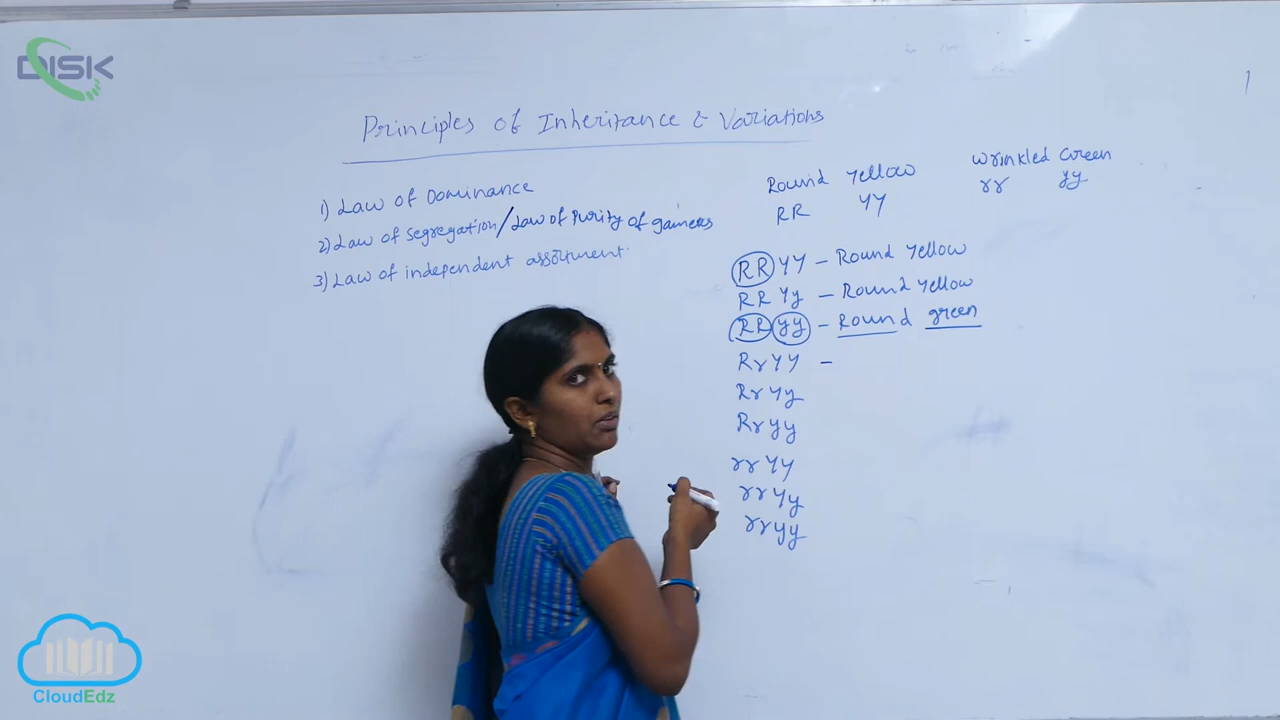 DISK
Principles of Inheritance & Variations
1) Law of Dominance
2) Law of segregation/Law of Purity of gametes
3) Law of independent assortment
Round Yellow
RR YY
Wrinkled Green
rr yy
RR YY - Round Yellow
RR Yy - Round Yellow
RR yy - Round green
Rr YY -
Rr Yy
Rr yy
rr YY
rr Yy
rr yy
CloudEdz